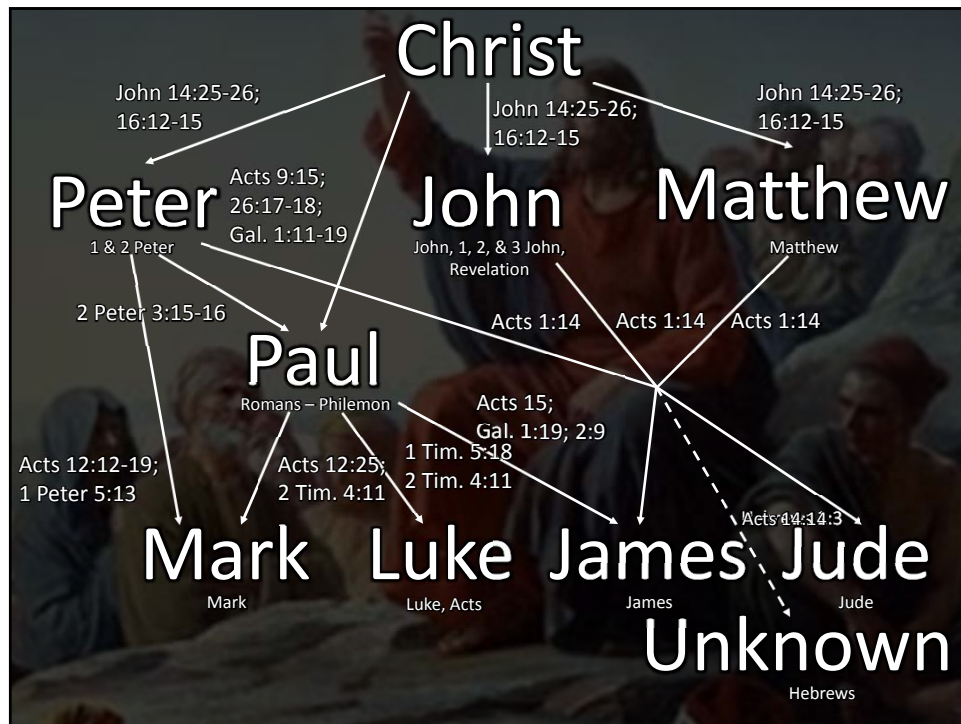 Christ
John 14:25-26;
16:12-15
John 14:25-26;
16:12-15
John 14:25-26;
16:12-15
Peter
1 & 2 Peter
Acts 9:15;
26:17-18;
Gal. 1:11-19
John
John, 1, 2, & 3 John,
Revelation
Matthew
Matthew
2 Peter 3:15-16
Acts 1:14
Acts 1:14
Acts 1:14
Paul
Romans – Philemon
Acts 15;
Gal. 1:19; 2:9
Acts 12:12-19;
1 Peter 5:13
Acts 12:25;
2 Tim. 4:11
1 Tim. 5:18
2 Tim. 4:11
Mark
Mark
Luke
Luke, Acts
James
James
Jude
Jude
Unknown
Hebrews